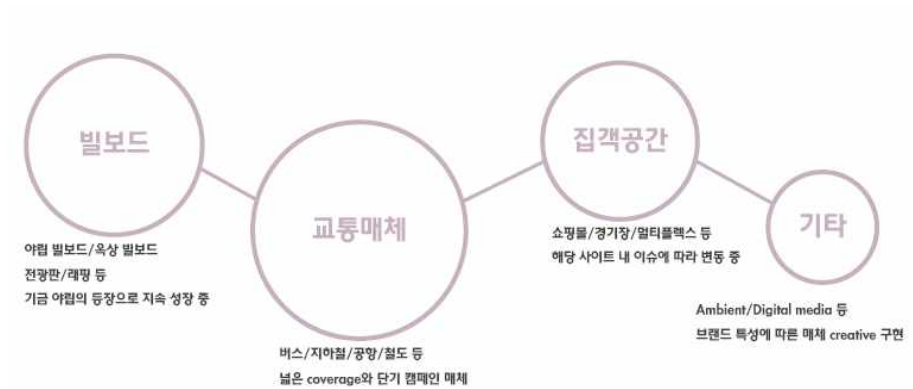 빌보드
야립 빌보드/옥상 빌보드
전광판/래핑 등
기금 야립의 등장으로 지속 성장 중
교통매체
버스/지하철/공항/철도 등
넓은 coverage와 단기 캠페인 매체
집객공간
쇼핑몰/경기장/멀티플렉스 등
해당 사이트 내 이슈에 따라 변동 중
기타
Ambient/Digital media 등
브랜드 특성에 따른 매체 creative 구현